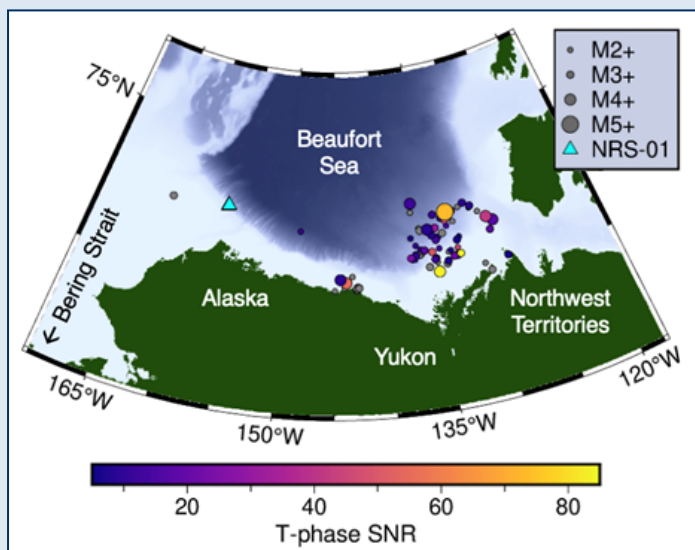 75°N
Beaufort
Sea
M2+
M3+
M4+
M5+
NRS-01
← Bering Strait
Alaska
Yukon
Northwest
Territories
165°W
150°W
135°W
120°W
20
40
60
80
T-phase SNR